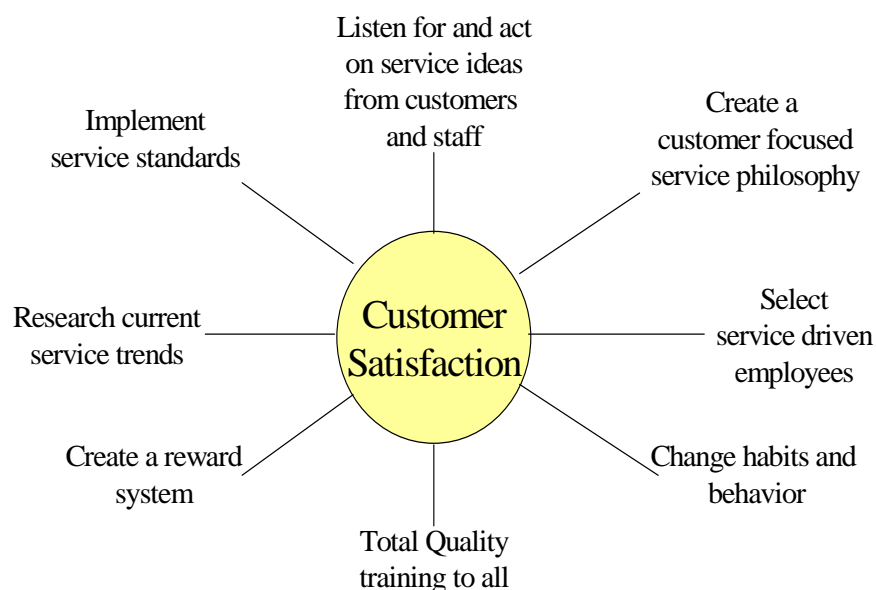 Listen for and act
on service ideas
from customers
and staff
Create a
customer focused
service philosophy
Select
service driven
employees
Change habits and
behavior
Total Quality
training to all
Create a reward
system
Research current
service trends
Implement
service standards
Customer
Satisfaction